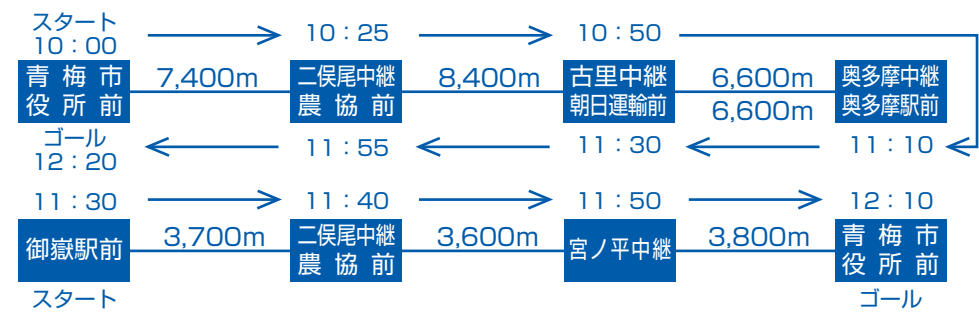 スタート
10：00 10：25 10：50
青梅市役所前 7,400m 二俣尾中継農協前 8,400m 古里中継朝日運輸前 6,600m 奥多摩中継奥多摩駅前
6,600m
ゴール
12：20 11：55 11：30 11：10
11：30 11：40 11：50 12：10
御嶽駅前 3,700m 二俣尾中継農協前 3,600m 宮ノ平中継 3,800m 青梅市役所前
スタート ゴール